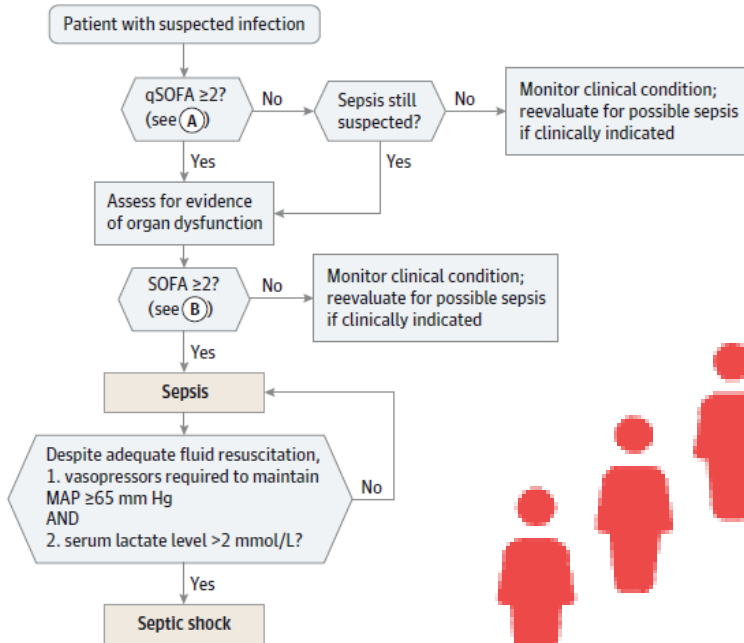 Patient with suspected infection
qSOFA ≥2?
(see A)
No
Sepsis still
suspected?
No
Monitor clinical condition;
reevaluate for possible sepsis
if clinically indicated
Yes
Yes
Assess for evidence
of organ dysfunction
SOFA ≥2?
(see B)
No
Monitor clinical condition;
reevaluate for possible sepsis
if clinically indicated
Yes
Sepsis
Despite adequate fluid resuscitation,
1. vasopressors required to maintain
MAP ≥65 mm Hg
AND
2. serum lactate level >2 mmol/L?
No
Yes
Septic shock